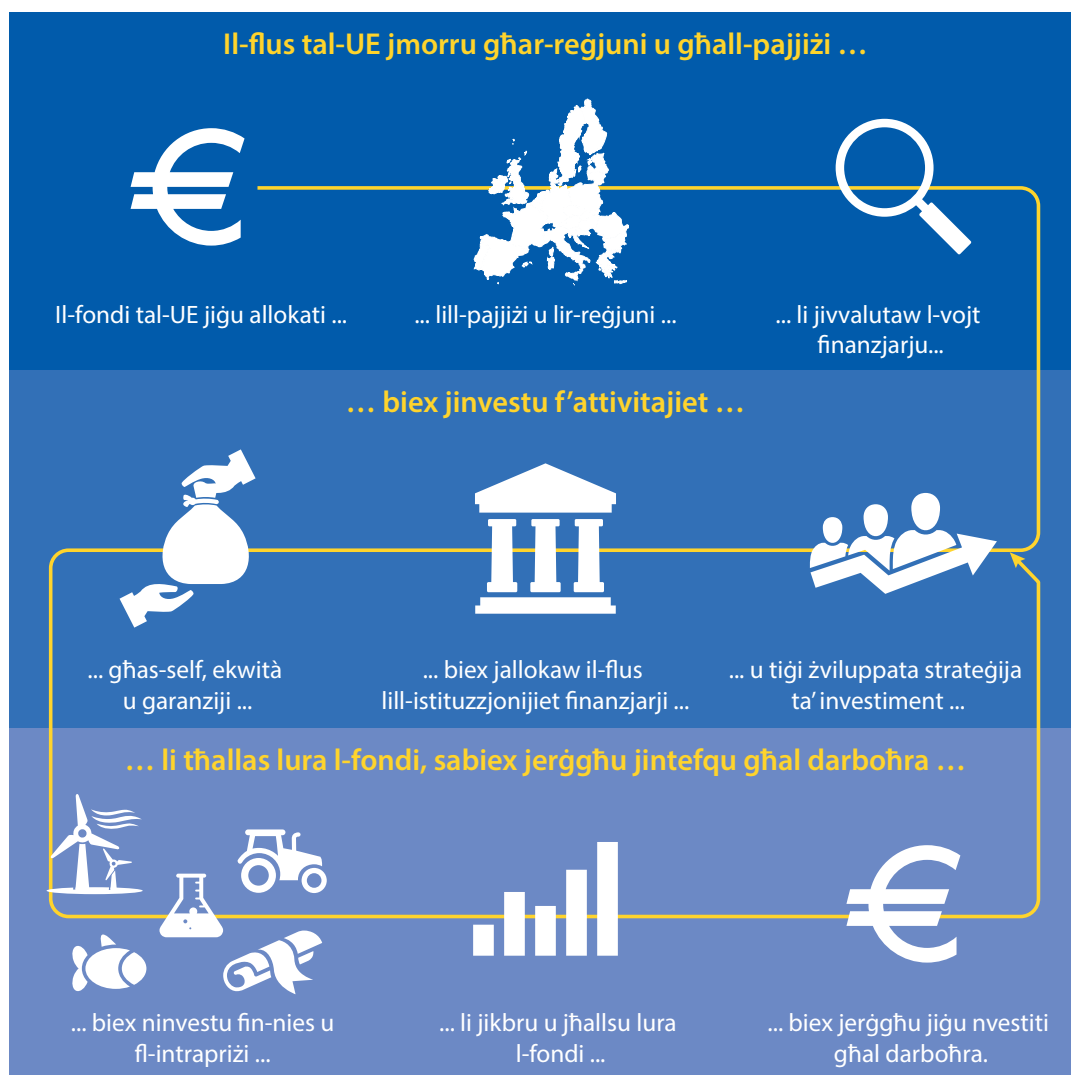 Il-flus tal-UE jmorru għar-reġjuni u għall-pajjiżi …
Il-fondi tal-UE jiġu allokati ...
... lill-pajjiżi u lir-reġjuni ...
... li jivvalutaw l-vojt
finanzjarju...
… biex jinvestu f’attivitajiet …
... għas-self, ekwità
u garanziji ...
... biex jallokaw il-flus
lill-istituzzjonijiet finanzjarji ...
... u tiġi żviluppata strateġija
ta’ investiment ...
… li tħallas lura l-fondi, sabiex jerġgħu jintefqu għal darboħra …
... biex ninvestu fin-nies u
fl-intrapriżi ...
... li jikbru u jħallsu lura
l-fondi ...
... biex jerġgħu jiġu nvestiti
għal darboħra.